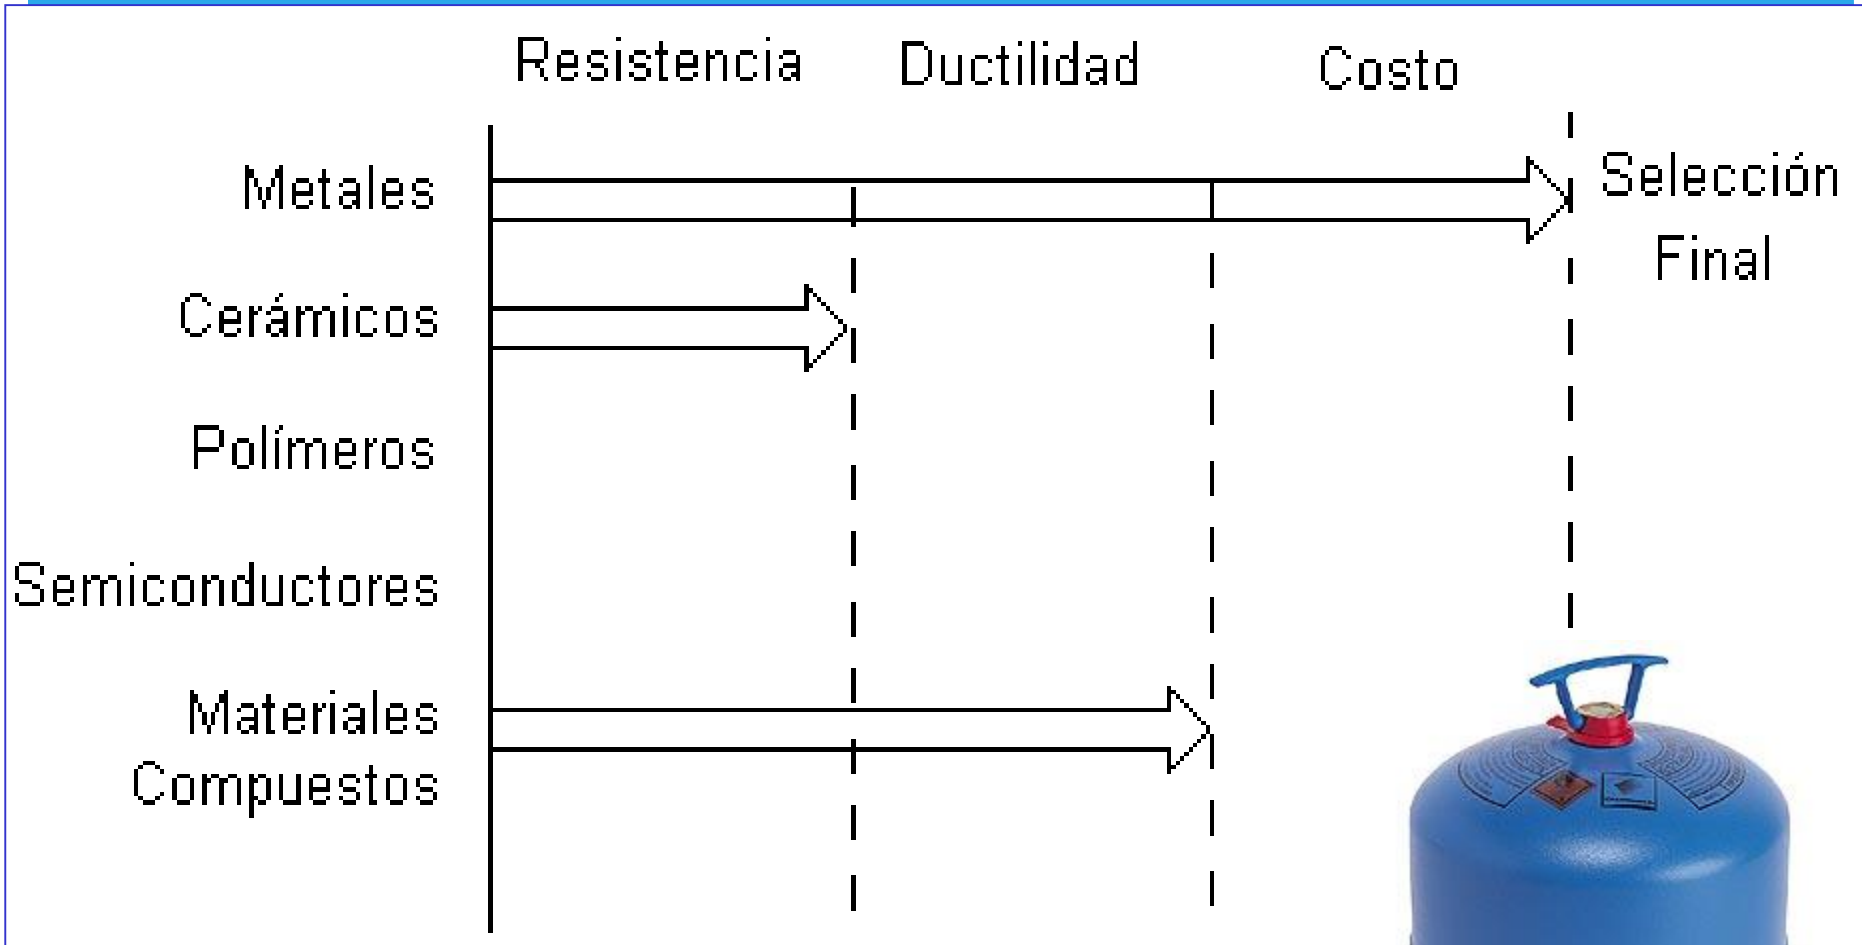 Resistencia Ductilidad Costo
Metales
Selección
Final
Cerámicos
Polímeros
Semiconductores
Materiales
Compuestos